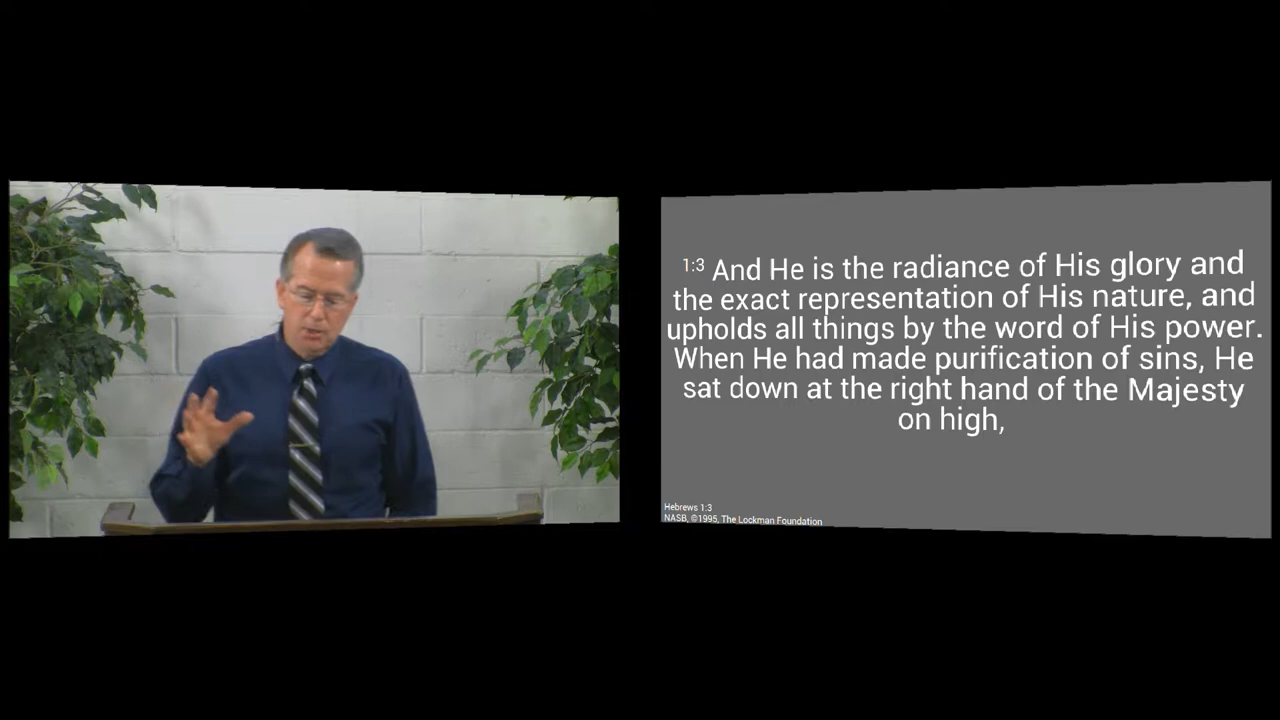 1:3 And He is the radiance of His glory and
the exact representation of His nature, and
upholds all things by the word of His power.
When He had made purification of sins, He
sat down at the right hand of the Majesty
on high,
Hebrews 1:3
NASB, ©1995, The Lockman Foundation